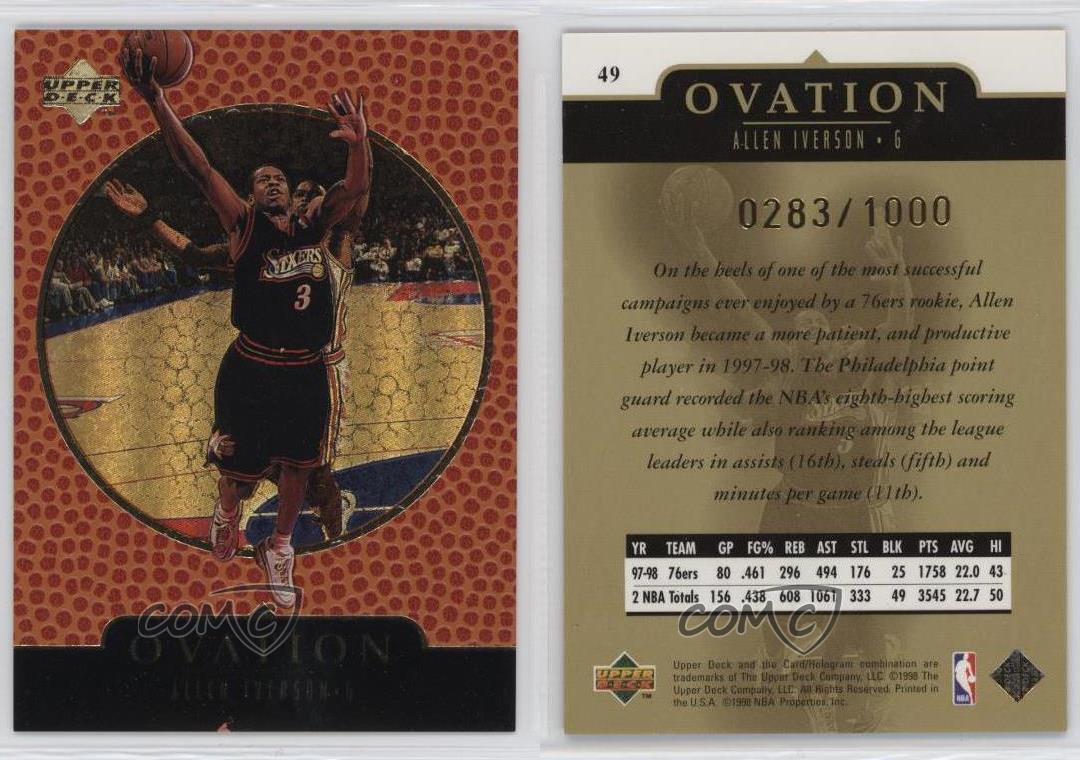 UPPER
D·E·C·K
SIXERS
3
OVATION
ALLEN IVERSON · G
COMC
49
OVATION
ALLEN IVERSON · G
0283/1000
On the heels of one of the most successful
campaigns ever enjoyed by a 76ers rookie, Allen
Iverson became a more patient, and productive
player in 1997-98. The Philadelphia point
guard recorded the NBA's eighth-highest scoring
average while also ranking among the league
leaders in assists (16th), steals (fifth) and
minutes per game (11th).
YR TEAM GP FG% REB AST STL BLK PTS AVG HI
97-98 76ers 80 .461 296 494 176 25 1758 22.0 43
2 NBA Totals 156 .438 608 1061 333 49 3545 22.7 50
COMC
UPPER
D·E·C·K
TM
Upper Deck and the Card/Hologram combination are
trademarks of The Upper Deck Company, LLC. ©1998 The
Upper Deck Company, LLC. All Rights Reserved. Printed in
the U.S.A. ©1998 NBA Properties, Inc.
NBA